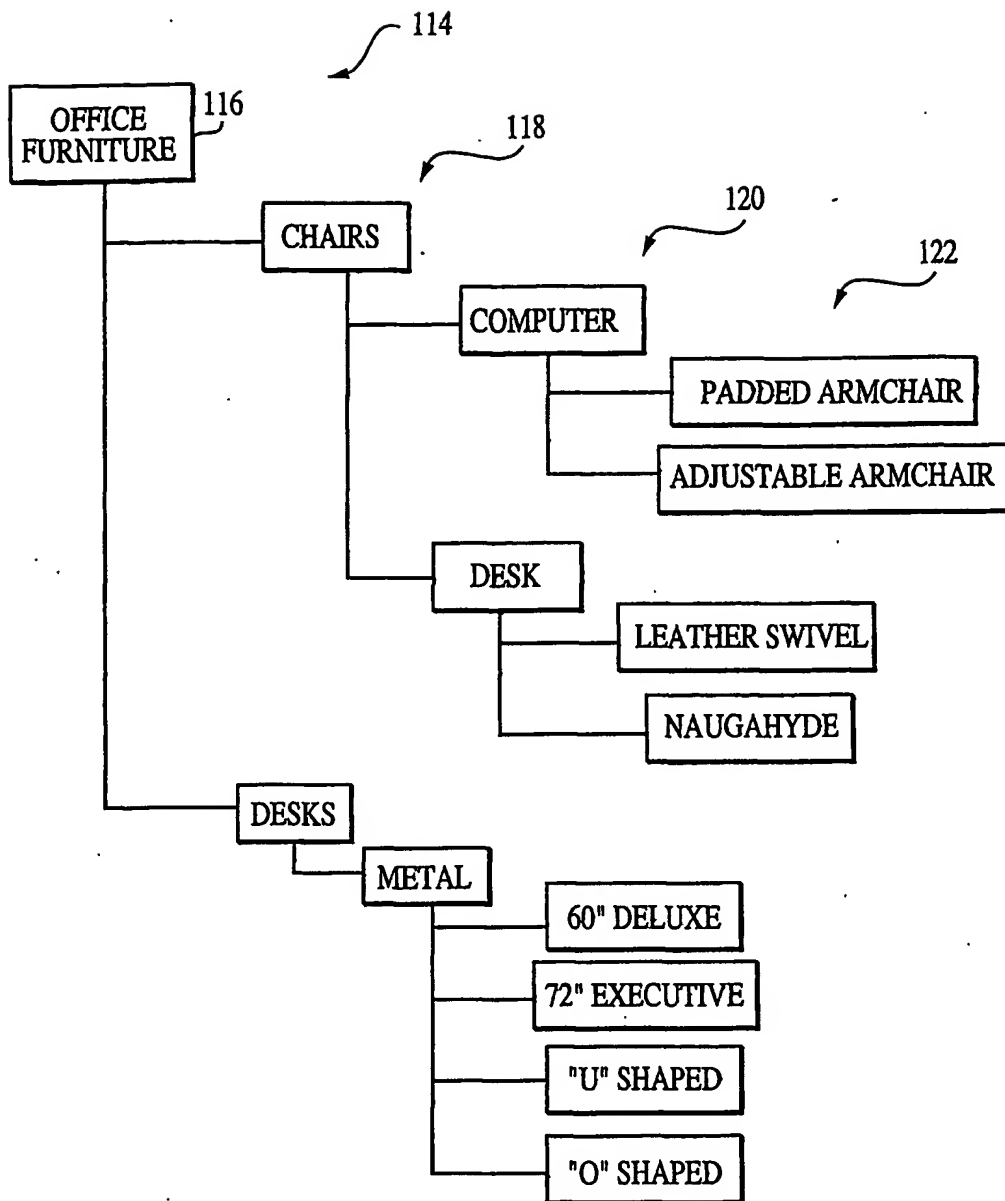 114
OFFICE
FURNITURE
116
118
CHAIRS
120
COMPUTER
122
PADDED ARMCHAIR
ADJUSTABLE ARMCHAIR
DESK
LEATHER SWIVEL
NAUGAHYDE
DESKS
METAL
60" DELUXE
72" EXECUTIVE
"U" SHAPED
"O" SHAPED